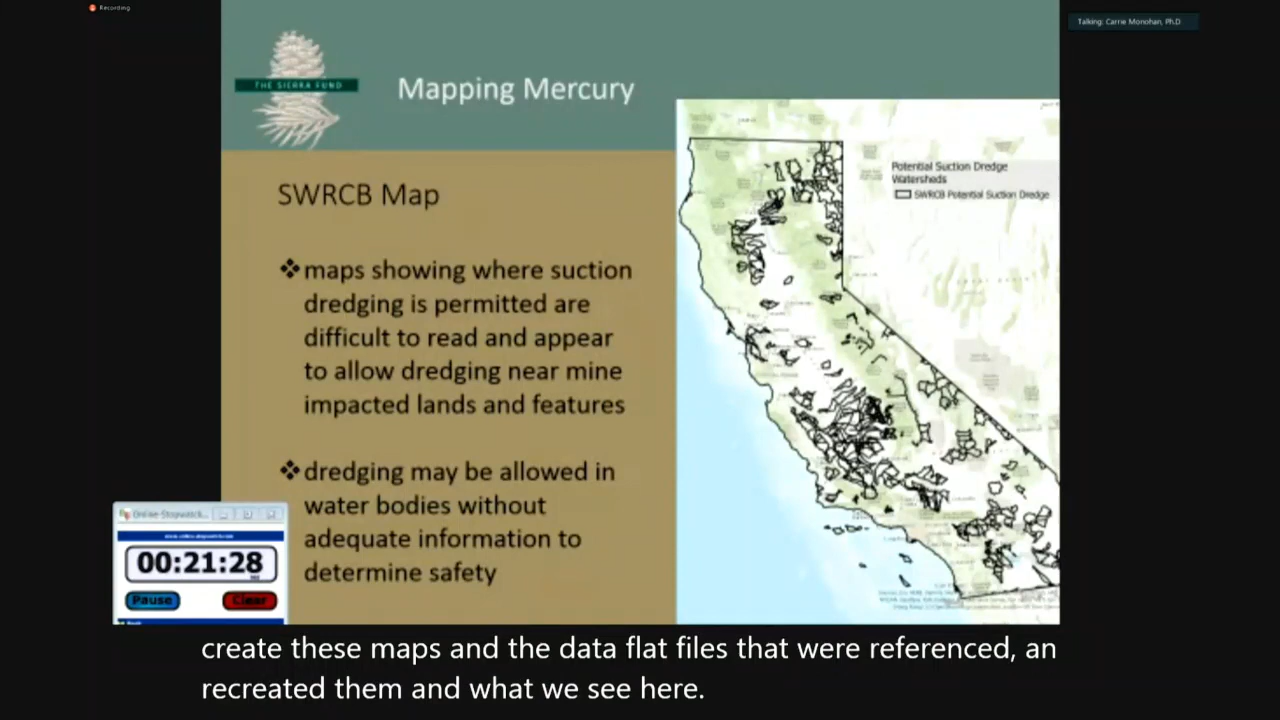 Recording
Talking: Carrie Monohan, Ph.D
THE SIERRA FUND
Mapping Mercury
SWRCB Map
❖maps showing where suction
dredging is permitted are
difficult to read and appear
to allow dredging near mine
impacted lands and features
❖dredging may be allowed in
water bodies without
adequate information to
determine safety
Potential Suction Dredge
Watersheds
SWRCB Potential Suction Dredge
Online-Stopwatch...
00:21:28
Pause
Clear
create these maps and the data flat files that were referenced, an
recreated them and what we see here.